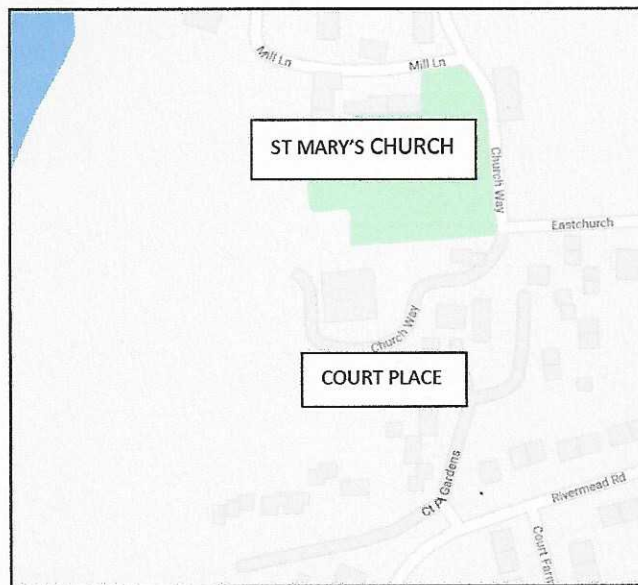 Mill Ln
Mill Ln
ST MARY'S CHURCH
Church Way
Eastchurch
Church Way
COURT PLACE
Ct Pl Gardens
Rivermead Rd
Court Farm